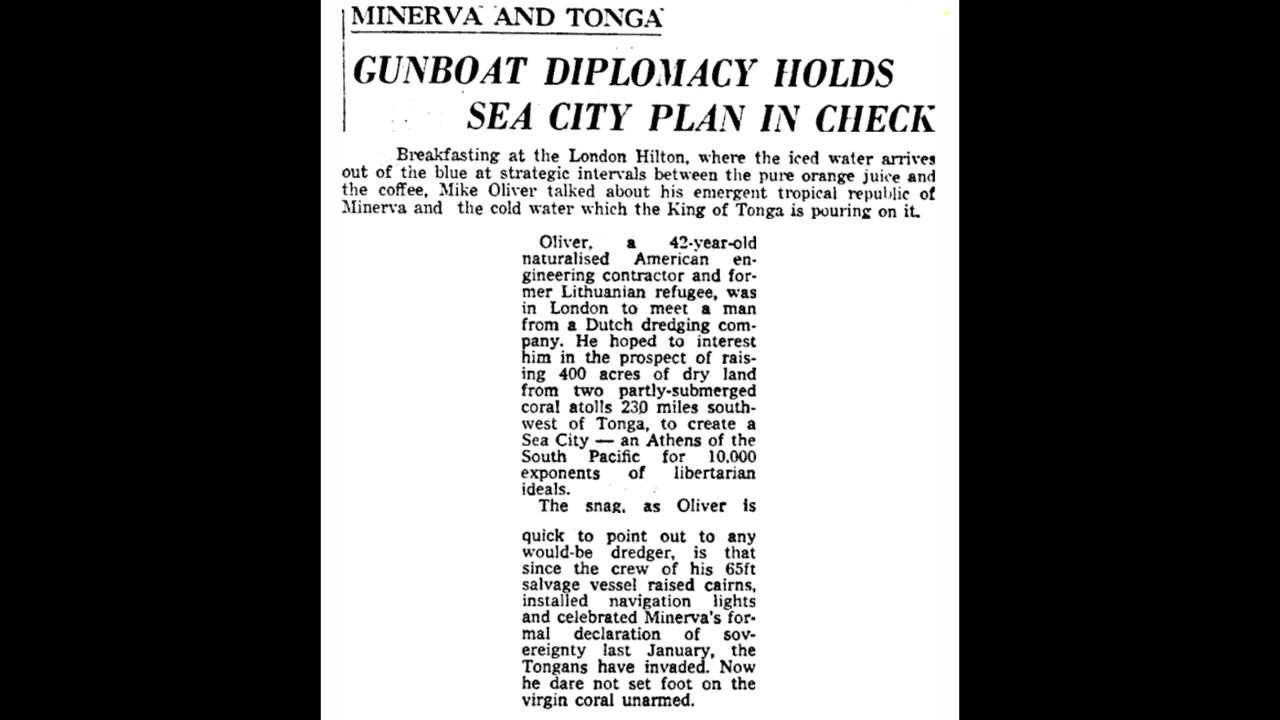 MINERVA AND TONGA
GUNBOAT DIPLOMACY HOLDS
SEA CITY PLAN IN CHECK
Breakfasting at the London Hilton, where the iced water arrives
out of the blue at strategic intervals between the pure orange juice and
the coffee, Mike Oliver talked about his emergent tropical republic of
Minerva and the cold water which the King of Tonga is pouring on it.
Oliver, a 42-year-old
naturalised American en-
gineering contractor and for-
mer Lithuanian refugee, was
in London to meet a man
from a Dutch dredging com-
pany. He hoped to interest
him in the prospect of rais-
ing 400 acres of dry land
from two partly-submerged
coral atolls 230 miles south-
west of Tonga, to create a
Sea City — an Athens of the
South Pacific for 10,000
exponents of libertarian
ideals.
The snag, as Oliver is
quick to point out to any
would-be dredger, is that
since the crew of his 65ft
salvage vessel raised cairns,
installed navigation lights
and celebrated Minerva's for-
mal declaration of sov-
ereignty last January, the
Tongans have invaded. Now
he dare not set foot on the
virgin coral unarmed.